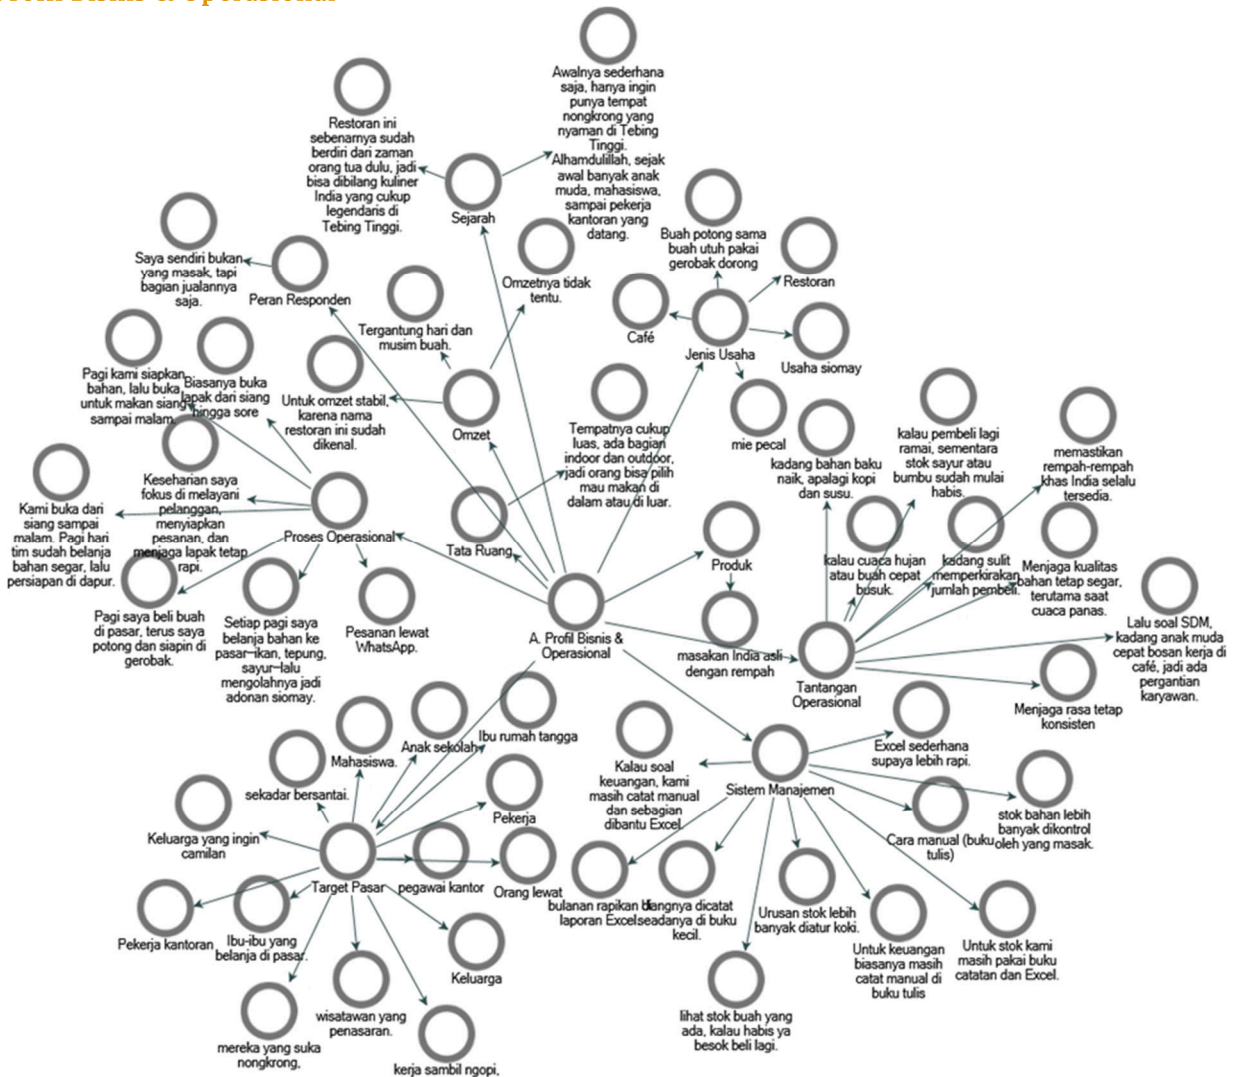 Awalnya sederhana
saja, hanya ingin
punya tempat
nongkrong yang
nyaman di Tebing
Tinggi.
Alhamdulillah, sejak
awal banyak anak
muda, mahasiswa,
sampai pekerja
kantoran yang
datang.
Restoran ini
sebenarnya sudah
berdiri dari zaman
orang tua dulu, jadi
bisa dibilang kuliner
India yang cukup
legendaris di
Tebing Tinggi.
Sejarah
Buah potong sama
buah utuh pakai
gerobak dorong
Restoran
Café
Jenis Usaha
Usaha siomay
mie pecal
Saya sendiri bukan
yang masak, tapi
bagian jualannya
saja.
Peran Responden
Omzetnya tidak
tentu.
Tergantung hari dan
musim buah.
Untuk omzet stabil,
karena nama
restoran ini sudah
dikenal.
Omzet
Pagi kami siapkan
bahan, lalu buka
untuk makan siang
sampai malam.
Biasanya buka
lapak dari siang
hingga sore
Keseharian saya
fokus di melayani
pelanggan,
menyiapkan
pesanan, dan
menjaga lapak tetap
rapi.
Kami buka dari
siang sampai
malam. Pagi hari
tim sudah belanja
bahan segar, lalu
persiapan di dapur.
Proses Operasional
Pagi saya beli buah
di pasar, terus saya
potong dan siapin di
gerobak.
Setiap pagi saya
belanja bahan ke
pasar-ikan, tepung,
sayur-lalu
mengolahnya jadi
adonan siomay.
Pesanan lewat
WhatsApp.
Tempatnya cukup
luas, ada bagian
indoor dan outdoor,
jadi orang bisa pilih
mau makan di
dalam atau di luar.
Tata Ruang
Produk
masakan India asli
dengan rempah
A. Profil Bisnis &
Operasional
kadang bahan baku
naik, apalagi kopi
dan susu.
kalau pembeli lagi
ramai, sementara
stok sayur atau
bumbu sudah mulai
habis.
memastikan
rempah-rempah
khas India selalu
tersedia.
kalau cuaca hujan
atau buah cepat
busuk.
kadang sulit
memperkirakan
jumlah pembeli.
Menjaga kualitas
bahan tetap segar,
terutama saat
cuaca panas.
Lalu soal SDM,
kadang anak muda
cepat bosan kerja di
café, jadi ada
pergantian
karyawan.
Menjaga rasa tetap
konsisten
Tantangan
Operasional
Ibu rumah tangga
Anak sekolah
Mahasiswa.
sekadar bersantai.
Keluarga yang ingin
camilan
Pekerja
Target Pasar
pegawai kantor
Orang lewat
Pekerja kantoran
Ibu-ibu yang
belanja di pasar.
Keluarga
wisatawan yang
penasaran.
mereka yang suka
nongkrong,
kerja sambil ngopi,
Sistem Manajemen
Kalau soal
keuangan, kami
masih catat manual
dan sebagian
dibantu Excel.
Excel sederhana
supaya lebih rapi.
stok bahan lebih
banyak dikontrol
oleh yang masak.
Cara manual (buku
tulis)
bulanan rapikan di
laporan Excel
seadanya di buku
kecil.
Urusan stok lebih
banyak diatur koki.
Untuk keuangan
biasanya masih
catat manual di
buku tulis
Untuk stok kami
masih pakai buku
catatan dan Excel.
lihat stok buah yang
ada, kalau habis ya
besok beli lagi.